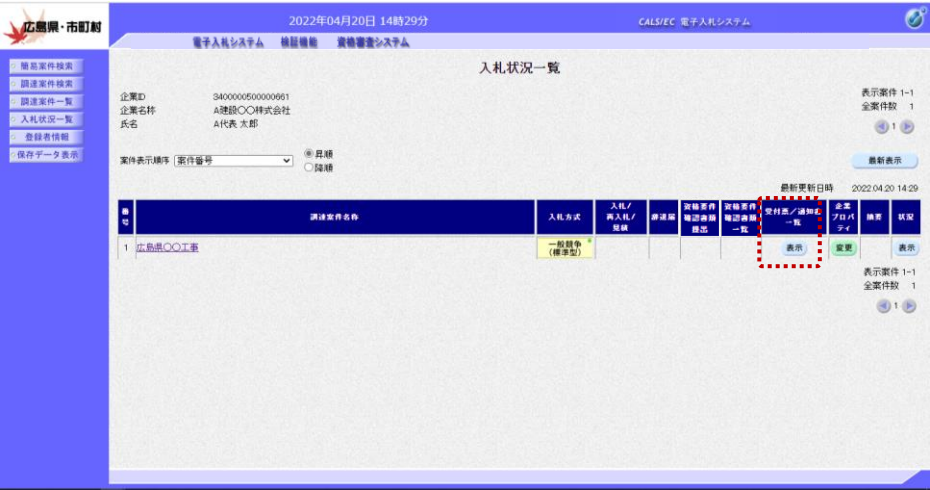 広島県・市町村
2022年04月20日 14時29分
CALS/EC 電子入札システム
電子入札システム 検証機能 資格審査システム
簡易案件検索
調達案件検索
調達案件一覧
入札状況一覧
登録者情報
保存データ表示
入札状況一覧
企業ID 3400000500000661
企業名称 A建設〇〇株式会社
氏名 A代表 太郎
表示案件 1-1
全案件数 1
1
案件表示順序 案件番号
昇順
降順
最新表示
最新更新日時 2022.04.20 14:29
番号
調達案件名称
入札方式
入札/
再入札/
見積
辞退届
資格要件
確認書類
提出
資格要件
確認書類
一覧
受付票/通知書
一覧
企業
プロパ
ティ
摘要
状況
1 広島県〇〇工事
一般競争
(標準型)
表示
変更
表示
表示案件 1-1
全案件数 1
1